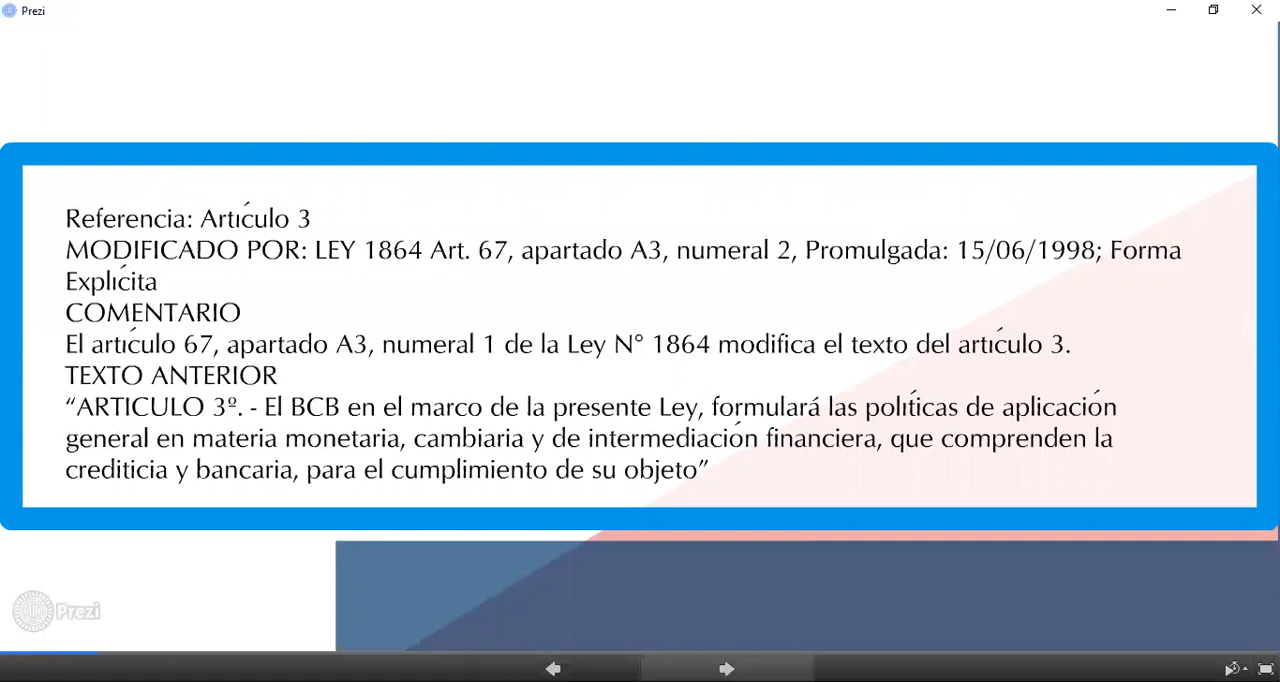 Prezi
Referencia: Artículo 3
MODIFICADO POR: LEY 1864 Art. 67, apartado A3, numeral 2, Promulgada: 15/06/1998; Forma
Explícita
COMENTARIO
El artículo 67, apartado A3, numeral 1 de la Ley N° 1864 modifica el texto del artículo 3.
TEXTO ANTERIOR
“ARTICULO 3º. - El BCB en el marco de la presente Ley, formulará las políticas de aplicación
general en materia monetaria, cambiaria y de intermediación financiera, que comprenden la
crediticia y bancaria, para el cumplimiento de su objeto”
Prezi